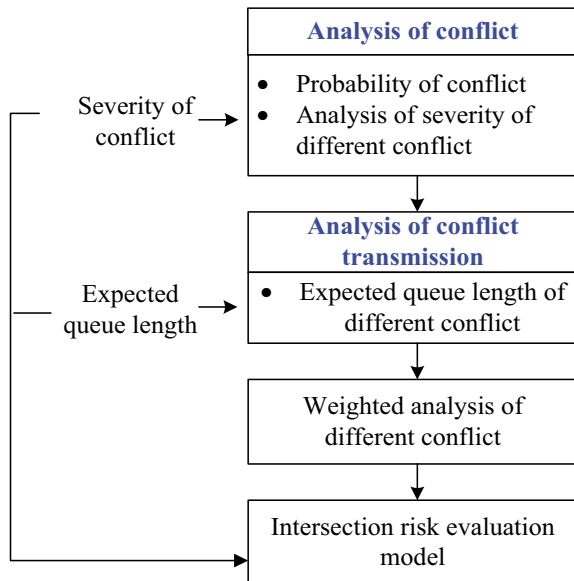 Analysis of conflict
• Probability of conflict
• Analysis of severity of
different conflict
Severity of
conflict
Analysis of conflict
transmission
• Expected queue length of
different conflict
Expected
queue length
Weighted analysis of
different conflict
Intersection risk evaluation
model